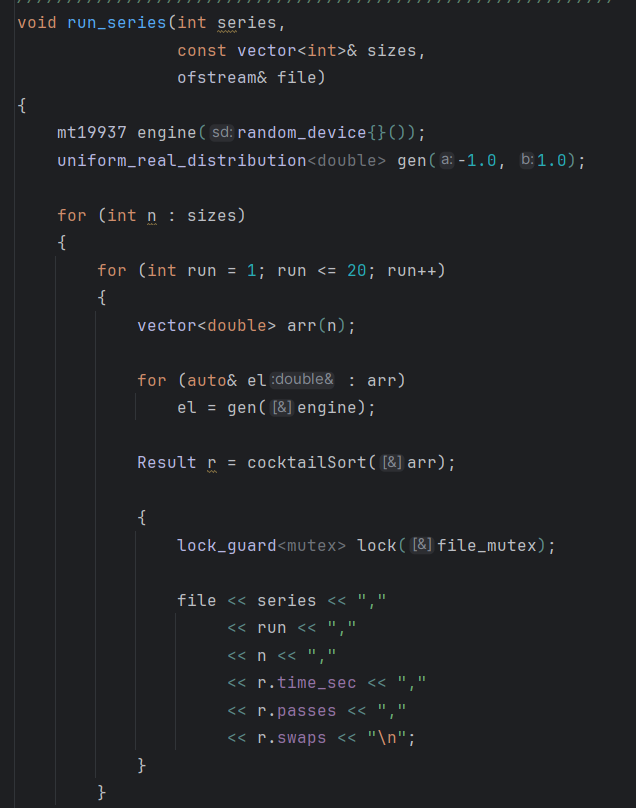 ////////////////////////////////////////////////////////////
void run_series(int series,
const vector<int>& sizes,
ofstream& file)
{
mt19937 engine(sd:random_device{}());
uniform_real_distribution<double> gen(a:-1.0, b:1.0);
for (int n : sizes)
{
for (int run = 1; run <= 20; run++)
{
vector<double> arr(n);
for (auto& el:double& : arr)
el = gen([&]engine);
Result r = cocktailSort([&]arr);
{
lock_guard<mutex> lock([&]file_mutex);
file << series << ","
<< run << ","
<< n << ","
<< r.time_sec << ","
<< r.passes << ","
<< r.swaps << "\n";
}
}